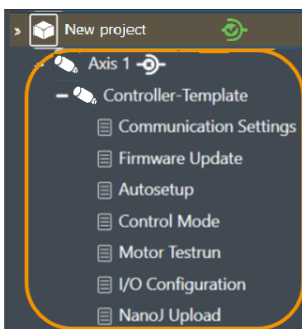 New project
Axis 1
Controller-Template
Communication Settings
Firmware Update
Autosetup
Control Mode
Motor Testrun
I/O Configuration
NanoJ Upload